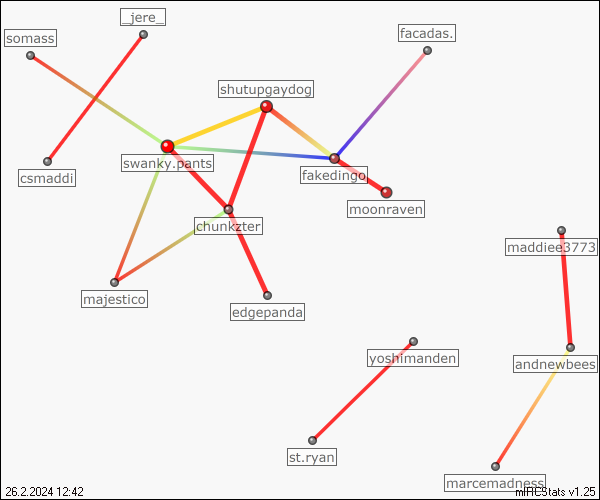 _jere_
somass
facadas.
shutupgaydog
swanky.pants
csmaddi
fakedingo
moonraven
chunkzter
maddiee3773
majestico
edgepanda
yoshimanden
andnewbees
st.ryan
marcemadness
26.2.2024 12:42
mIRCStats v1.25